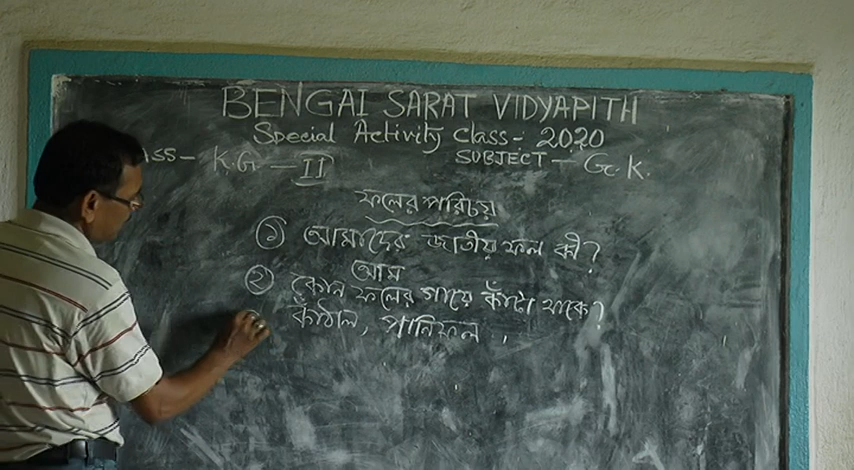 BENGAI SARAT VIDYAPITH
Special Activity Class - 2020
ASS - K.G. - II SUBJECT - G.K.
ফলের পরিচয়
① আমাদের জাতীয় ফল কী?
আম
② কোন ফলের গায়ে কাঁটা থাকে?
কাঁঠাল, পানিফল